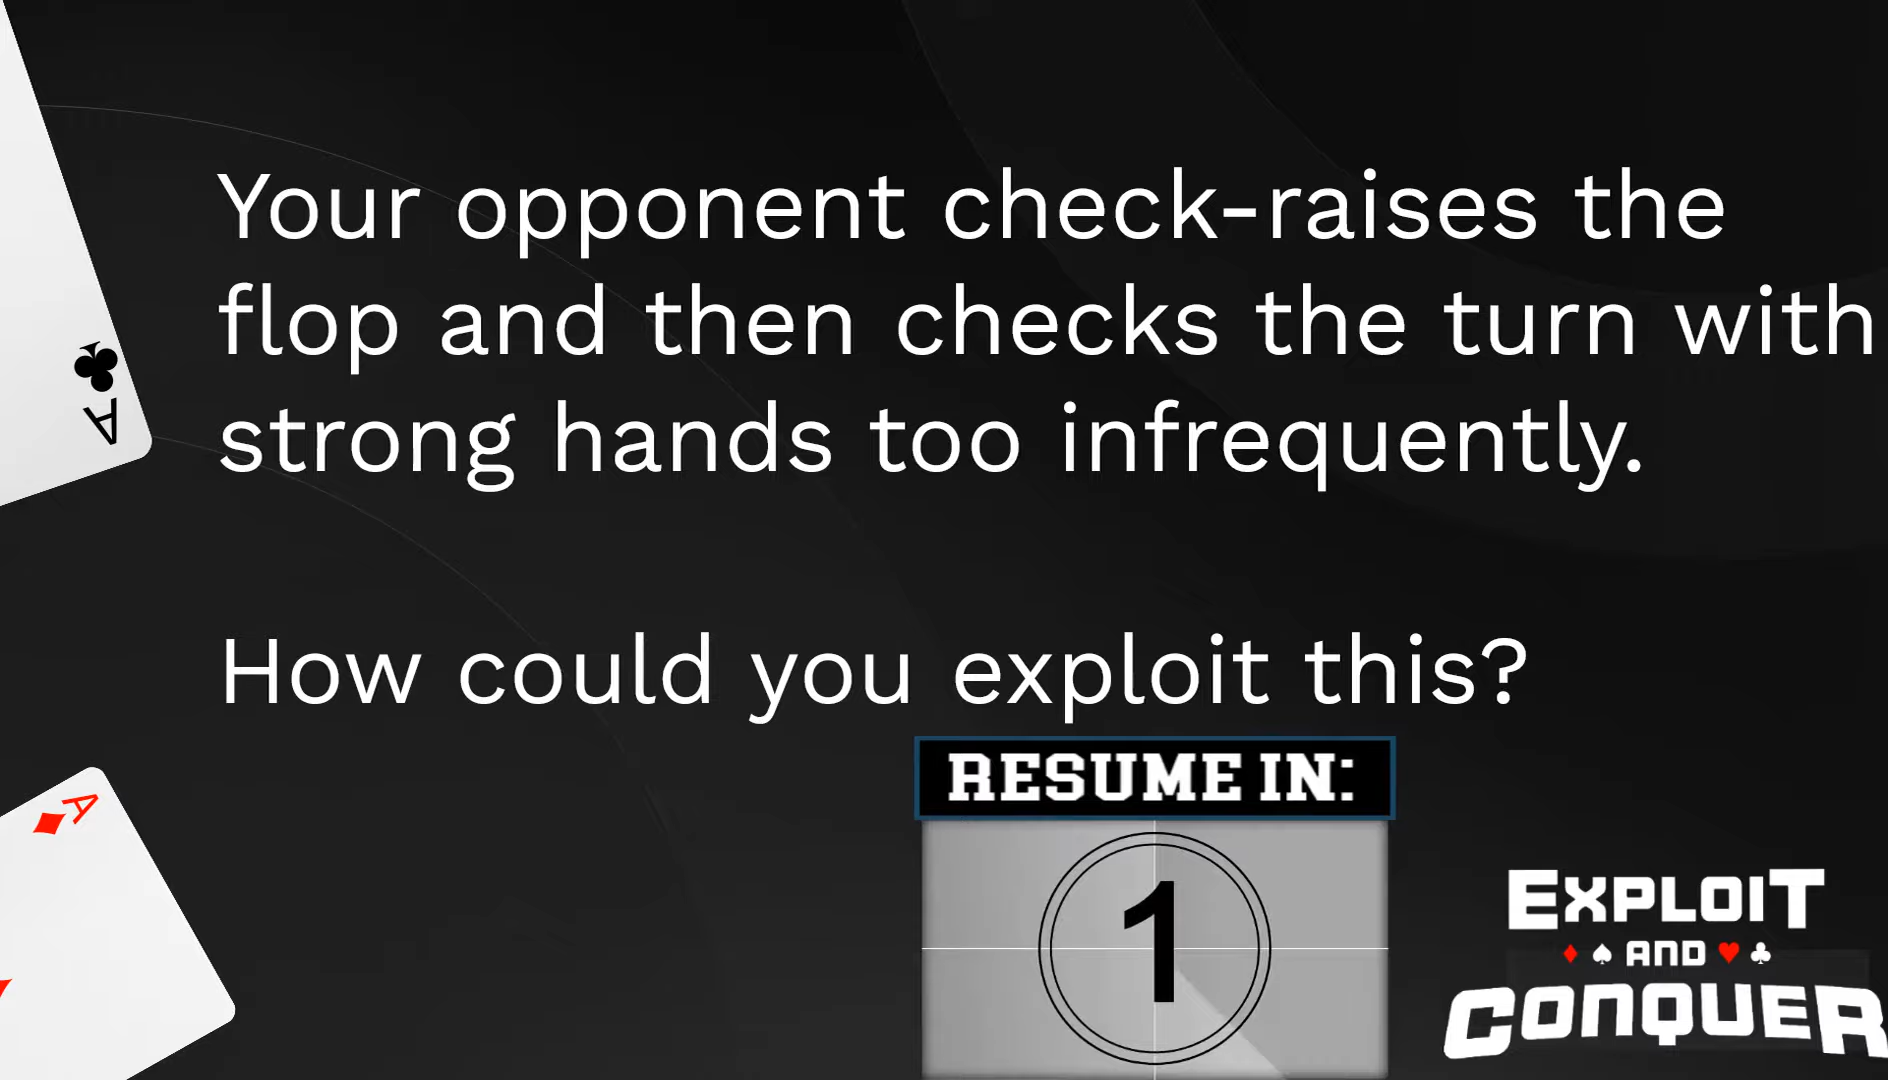 Your opponent check-raises the
flop and then checks the turn with
strong hands too infrequently.
How could you exploit this?
A
A
RESUME IN:
1
EXPLOIT
AND
CONQUER